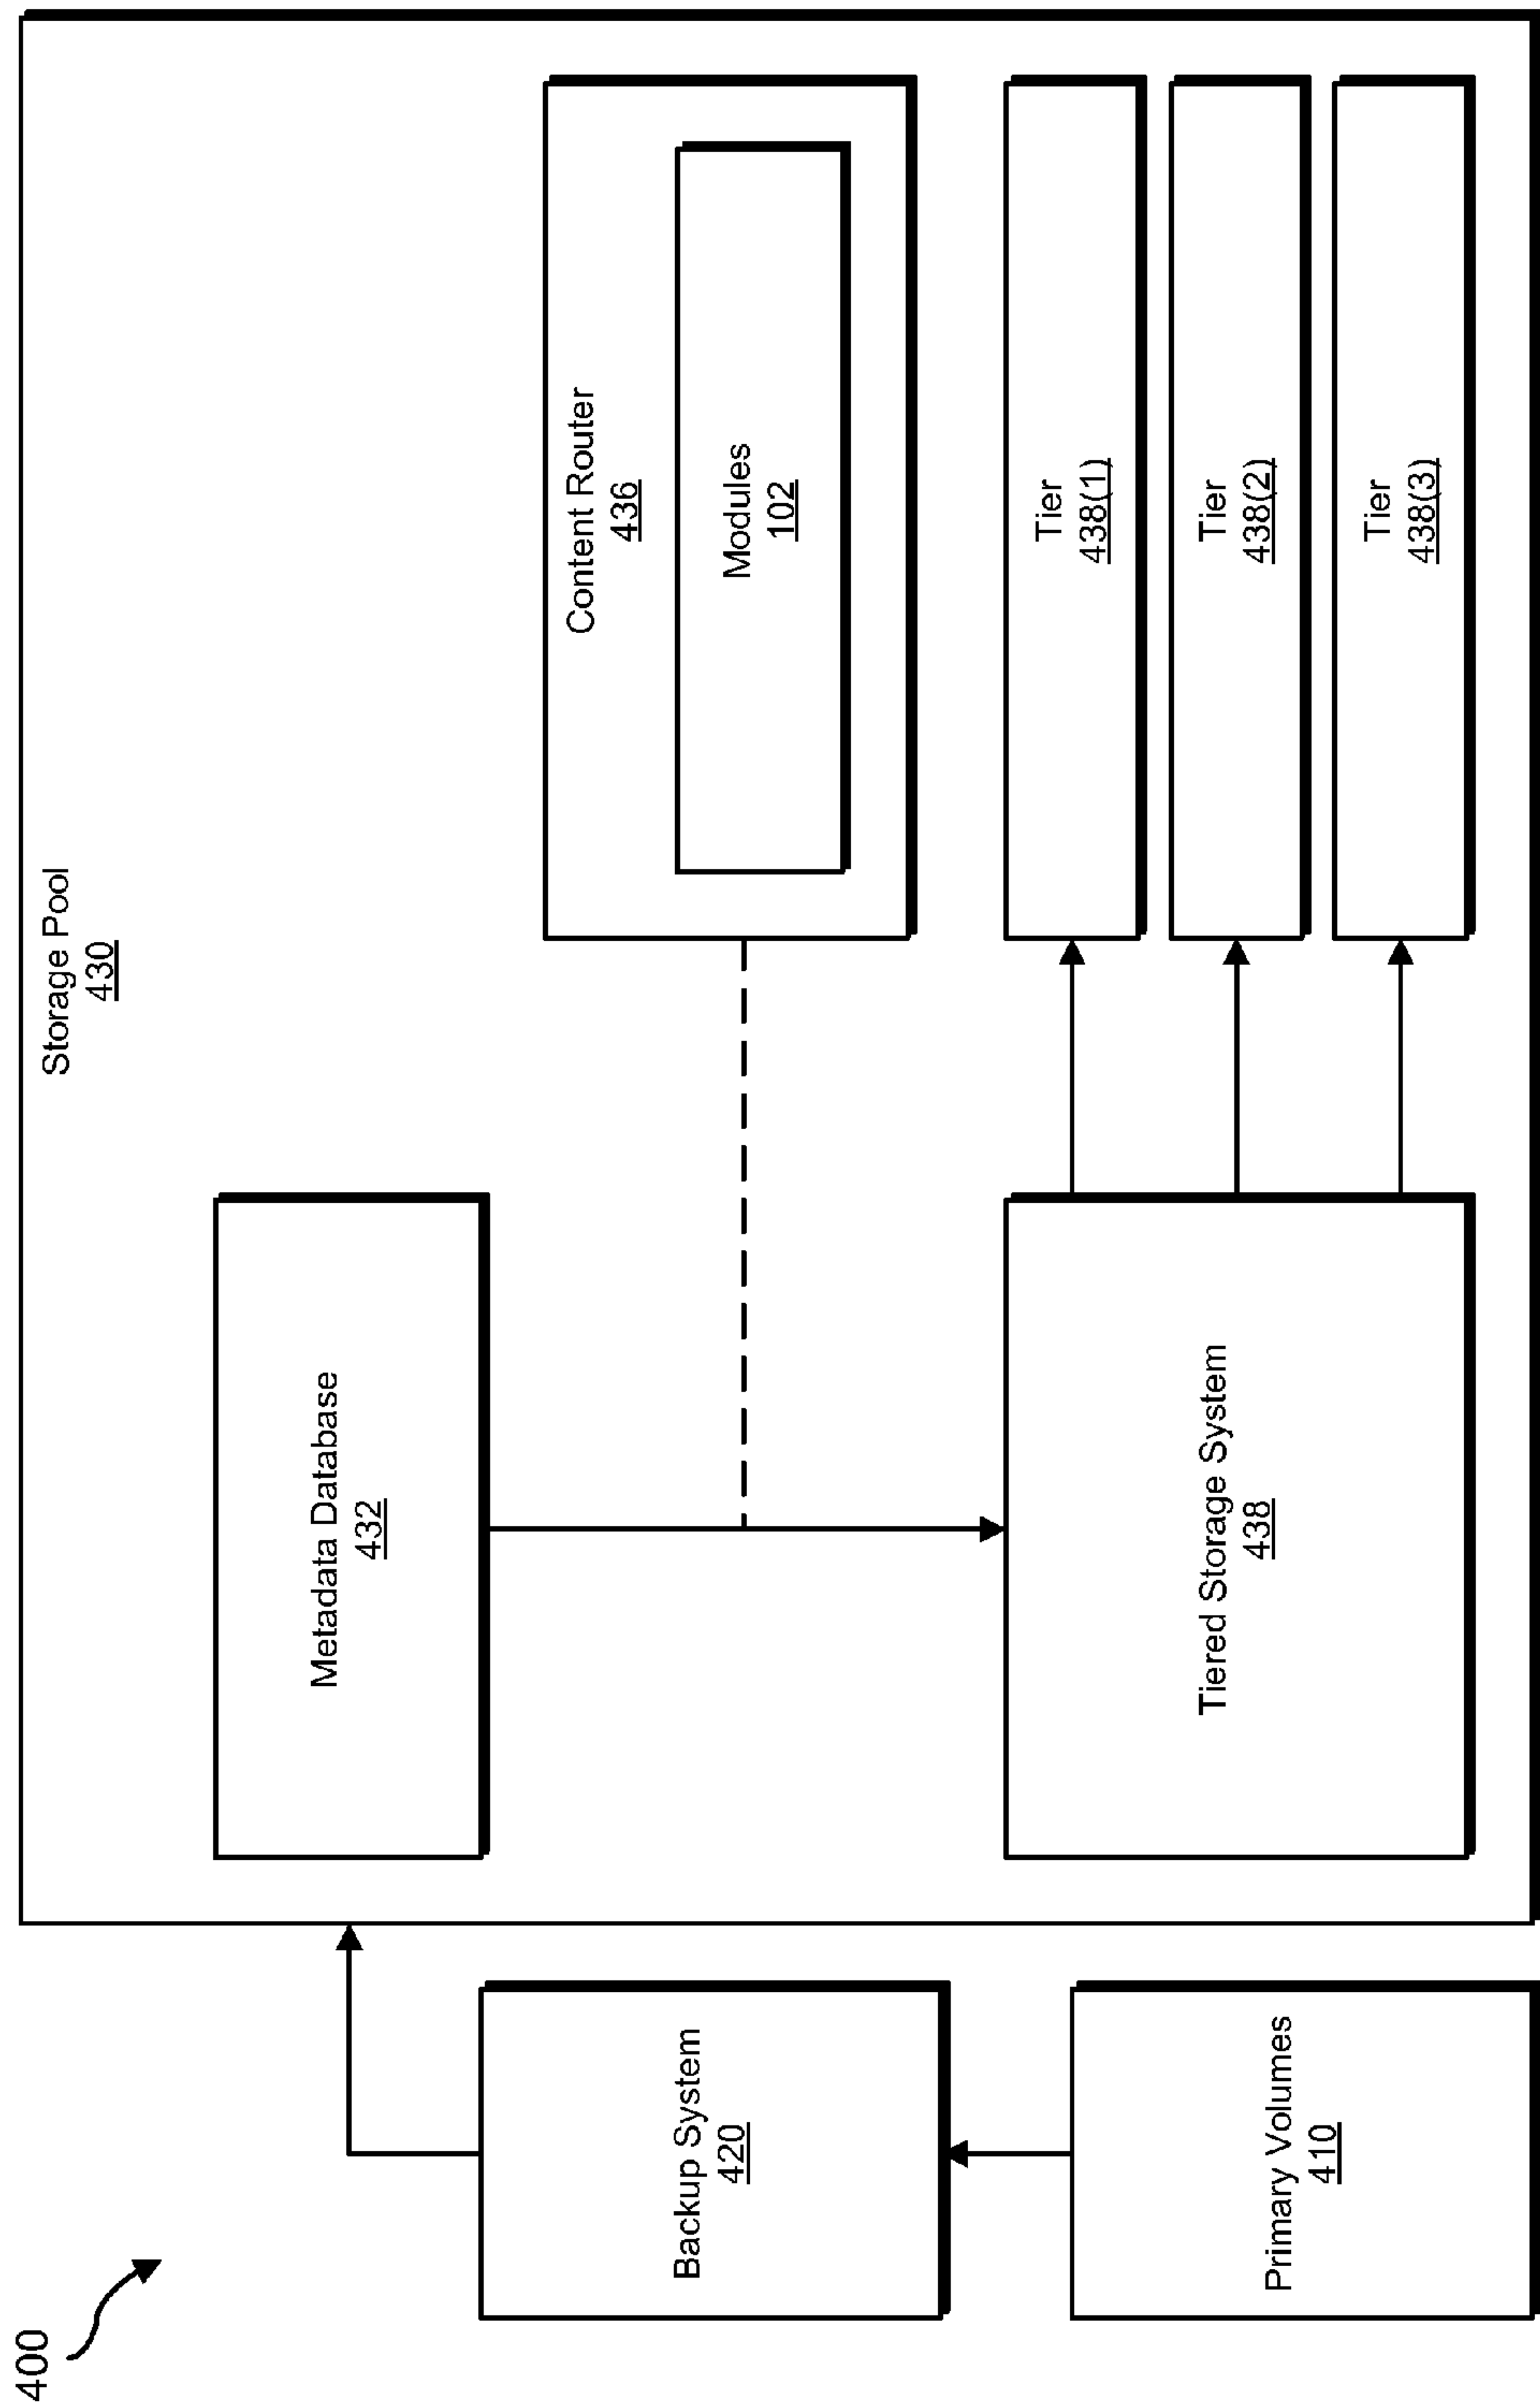 400
Storage Pool
430
Metadata Database
432
Content Router
436
Modules
102
Backup System
420
Tiered Storage System
438
Tier
438(1)
Tier
438(2)
Tier
438(3)
Primary Volumes
410